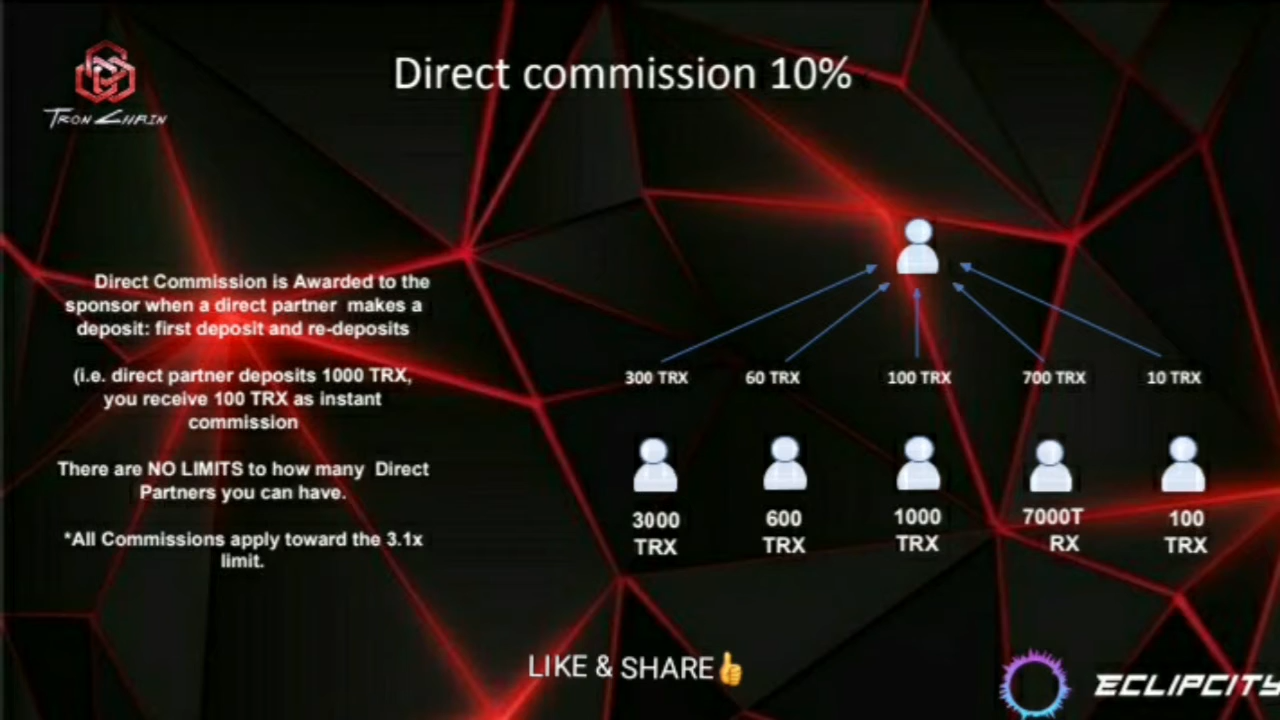 TRON CHAIN
Direct commission 10%
Direct Commission is Awarded to the
sponsor when a direct partner makes a
deposit: first deposit and re-deposits
(i.e. direct partner deposits 1000 TRX,
you receive 100 TRX as instant
commission
There are NO LIMITS to how many Direct
Partners you can have.
*All Commissions apply toward the 3.1x
limit.
300 TRX 60 TRX 100 TRX 700 TRX 10 TRX
3000 600 1000 7000T 100
TRX TRX TRX RX TRX
LIKE & SHARE👍
ECLIPCITY